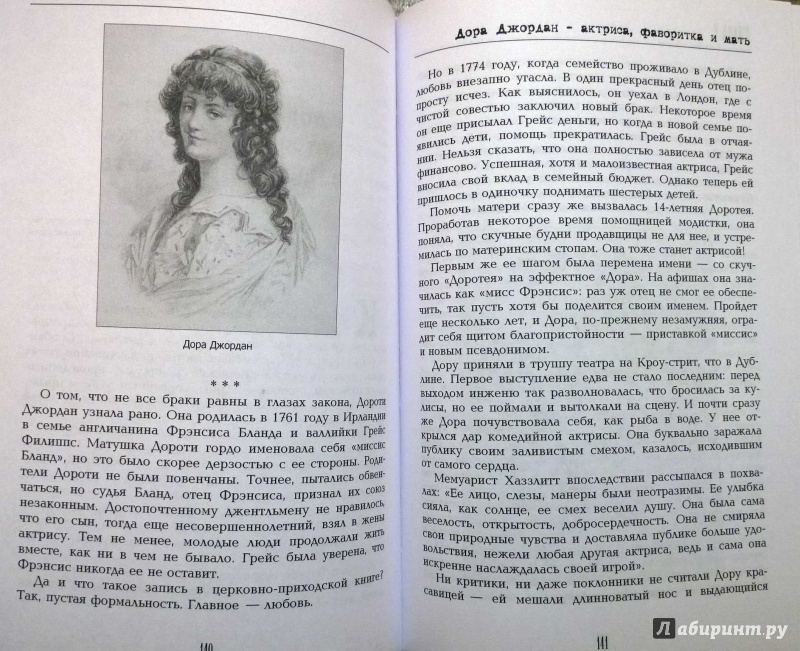 Дора Джордан
* * *
О том, что не все браки равны в глазах закона, Дороти
Джордан узнала рано. Она родилась в 1761 году в Ирландии
в семье англичанина Фрэнсиса Бланда и валлийки Грейс
Филиппс. Матушка Дороти гордо именовала себя «миссис
Бланд», но это было скорее дерзостью с ее стороны. Роди-
тели Дороти не были повенчаны. Точнее, пытались обвен-
чаться, но судья Бланд, отец Фрэнсиса, признал их союз
незаконным. Достопочтенному джентльмену не нравилось,
что его сын, тогда еще несовершеннолетний, взял в жены
актрису. Тем не менее, молодые люди продолжали жить
вместе, как ни в чем не бывало. Грейс была уверена, что
Фрэнсис никогда ее не оставит.
Да и что такое запись в церковно-приходской книге?
Так, пустая формальность. Главное — любовь.
110
Дора Джордан - актриса, фаворитка и мать
Но в 1774 году, когда семейство проживало в Дублине,
любовь внезапно угасла. В один прекрасный день отец по-
просту исчез. Как выяснилось, он уехал в Лондон, где с
чистой совестью заключил новый брак. Некоторое время
он еще присылал Грейс деньги, но когда в новой семье по-
явились дети, помощь прекратилась. Грейс была в отчая-
нии. Нельзя сказать, что она полностью зависела от мужа
финансово. Успешная, хотя и малоизвестная актриса, Грейс
вносила свой вклад в семейный бюджет. Однако теперь ей
пришлось в одиночку поднимать шестерых детей.
Помочь матери сразу же вызвалась 14-летняя Доротея.
Проработав некоторое время помощницей модистки, она
поняла, что скучные будни продавщицы не для нее, и устре-
милась по материнским стопам. Она тоже станет актрисой!
Первым же ее шагом была перемена имени — со скуч-
ного «Доротея» на эффектное «Дора». На афишах она зна-
чилась как «мисс Фрэнсис»: раз уж отец не смог ее обеспе-
чить, так пусть хотя бы поделится своим именем. Пройдет
еще несколько лет, и Дора, по-прежнему незамужняя, огра-
дит себя щитом благопристойности — приставкой «миссис»
и новым псевдонимом.
Дору приняли в труппу театра на Кроу-стрит, что в Дуб-
лине. Первое выступление едва не стало последним: перед
выходом инженю так разволновалась, что бросилась за ку-
лисы, но ее поймали и вытолкали на сцену. И почти сразу
же Дора почувствовала себя, как рыба в воде. У нее от-
крылся дар комедийной актрисы. Она буквально заражала
публику своим заливистым смехом, казалось, исходившим
от самого сердца.
Мемуарист Хаззлитт впоследствии рассыпался в похва-
лах: «Ее лицо, слезы, манеры были неотразимы. Ее улыбка
сияла, как солнце, ее смех доставлял душу. Она была сама
веселость, открытость, добросердечность. Она не смиряла
свои природные чувства и доставляла публике больше удо-
вольствия, нежели любая другая актриса, ведь и сама она
искренне наслаждалась своей игрой».
Ни критики, ни даже поклонники не считали Дору кра-
савицей — ей мешали длинноватый нос и выдающийся
111
Лабиринт.ру